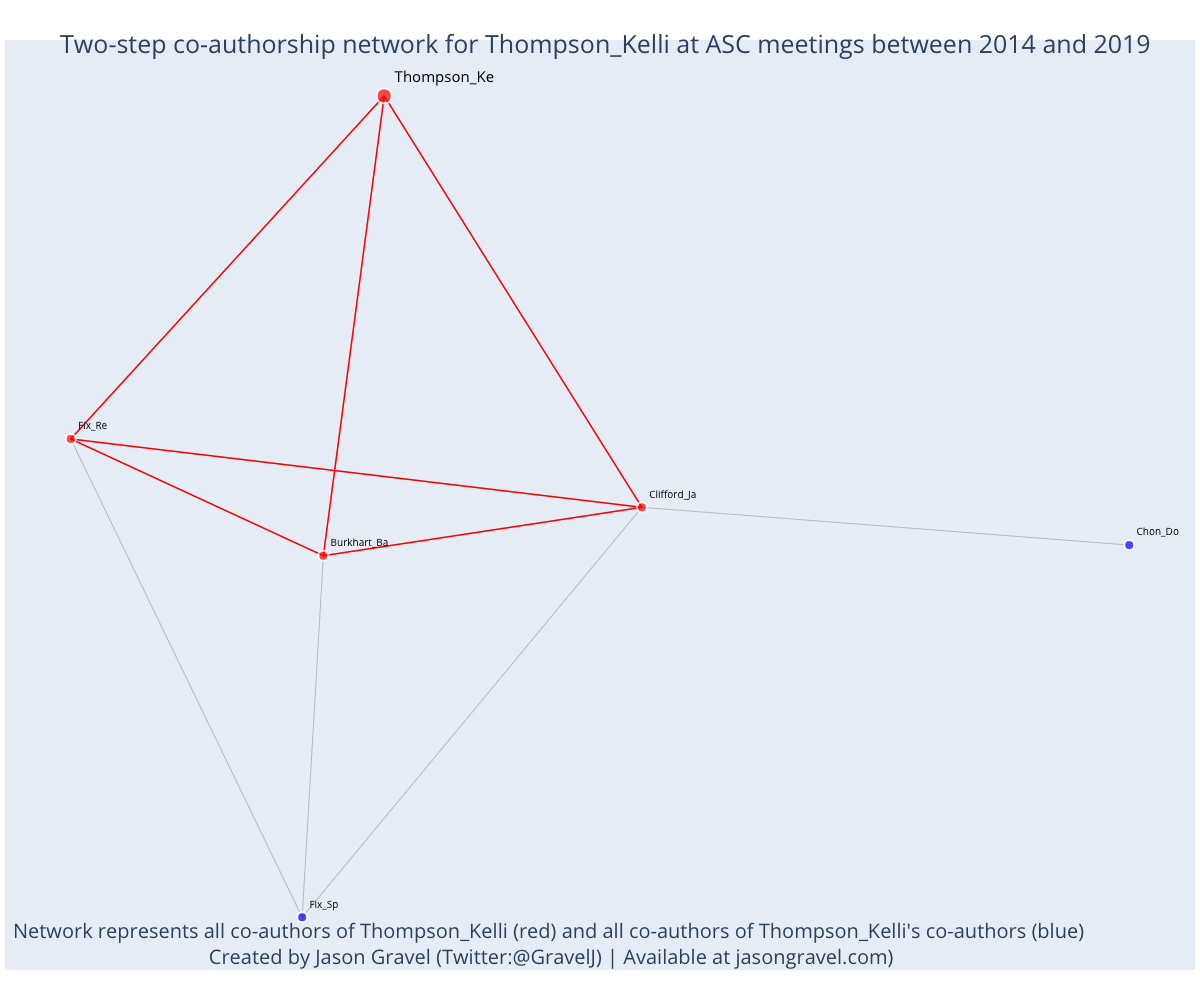 Two-step co-authorship network for Thompson_Kelli at ASC meetings between 2014 and 2019
Thompson_Ke
Fix_Re
Clifford_Ja
Chon_Do
Burkhart_Ba
Fix_Sp
Network represents all co-authors of Thompson_Kelli (red) and all co-authors of Thompson_Kelli's co-authors (blue)
Created by Jason Gravel (Twitter:@GravelJ) | Available at jasongravel.com)